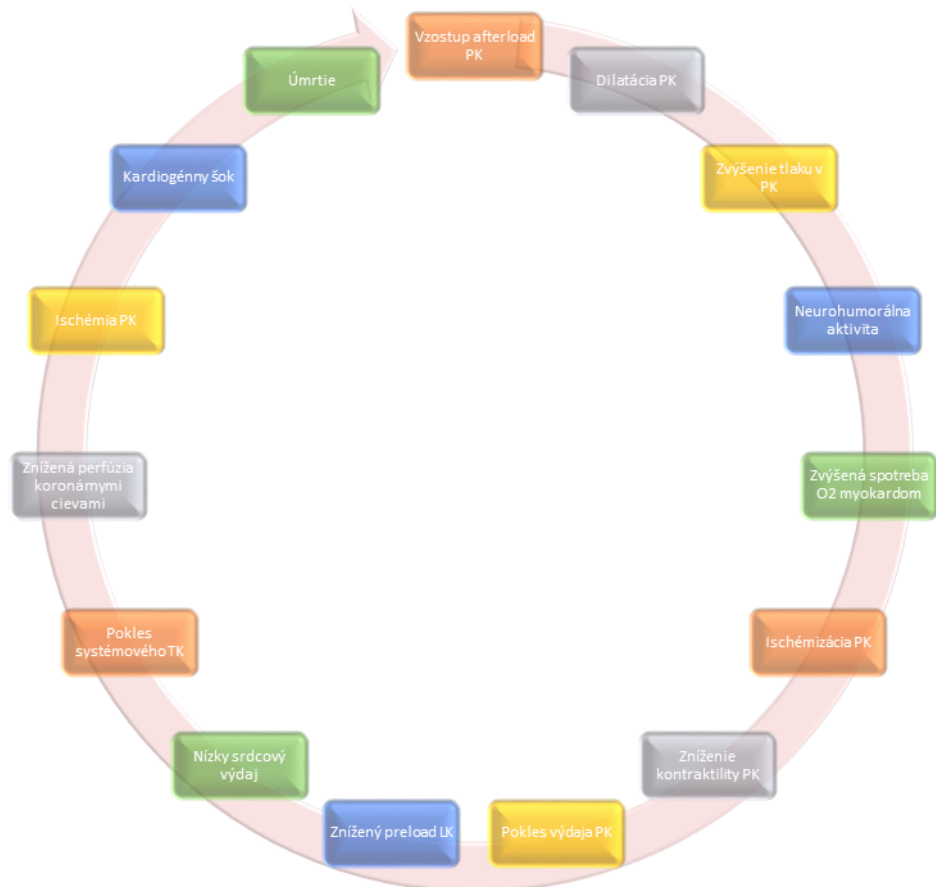 Vzostup afterload
PK
Dilatácia PK
Zvýšenie tlaku v
PK
Neurohumorálna
aktivita
Zvýšená spotreba
O2 myokardom
Ischémizácia PK
Zníženie
kontraktility PK
Pokles výdaja PK
Znížený preload ĽK
Nízky srdcový
výdaj
Pokles
systémového TK
Znížená perfúzia
koronárnymi
cievami
Ischémia PK
Kardiogénny šok
Úmrtie